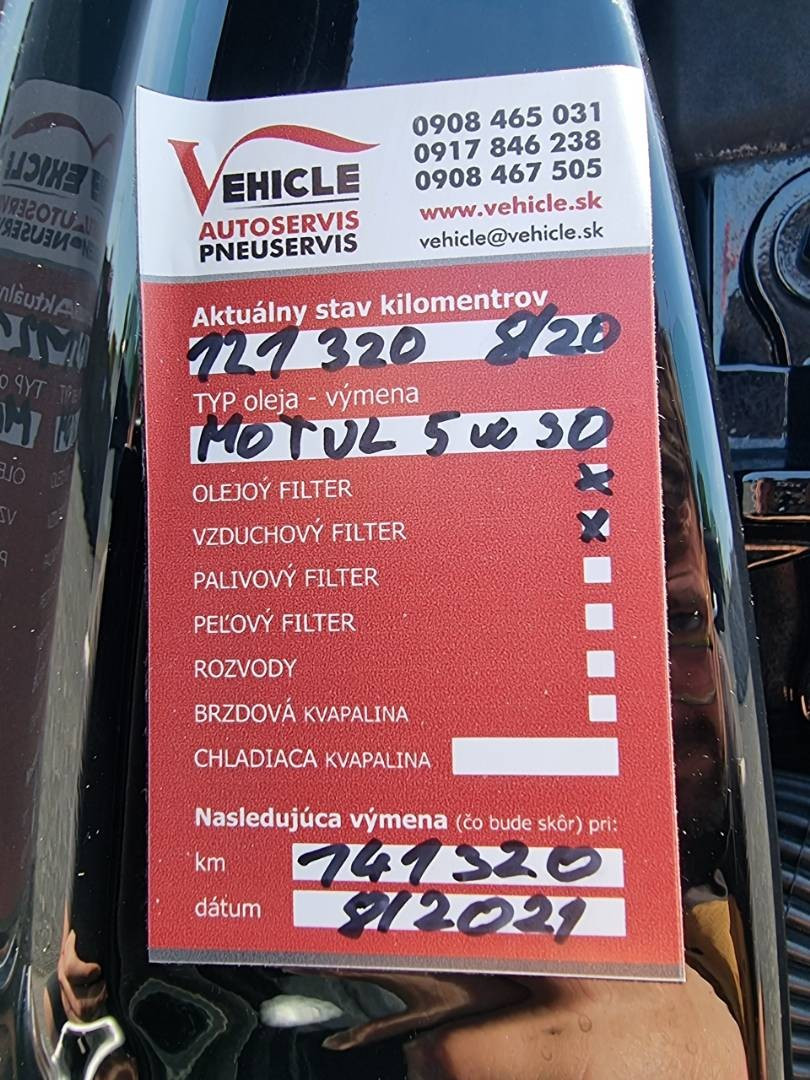 VEHICLE
AUTOSERVIS
PNEUSERVIS
0908 465 031
0917 846 238
0908 467 505
www.vehicle.sk
vehicle@vehicle.sk
Aktuálny stav kilomentrov
121 320 8/20
TYP oleja - výmena
MOTUL 5w30
OLEJOÝ FILTER X
VZDUCHOVÝ FILTER X
PALIVOVÝ FILTER
PEĽOVÝ FILTER
ROZVODY
BRZDOVÁ KVAPALINA
CHLADIACA KVAPALINA
Nasledujúca výmena (čo bude skôr) pri:
km 141320
dátum 8/2021